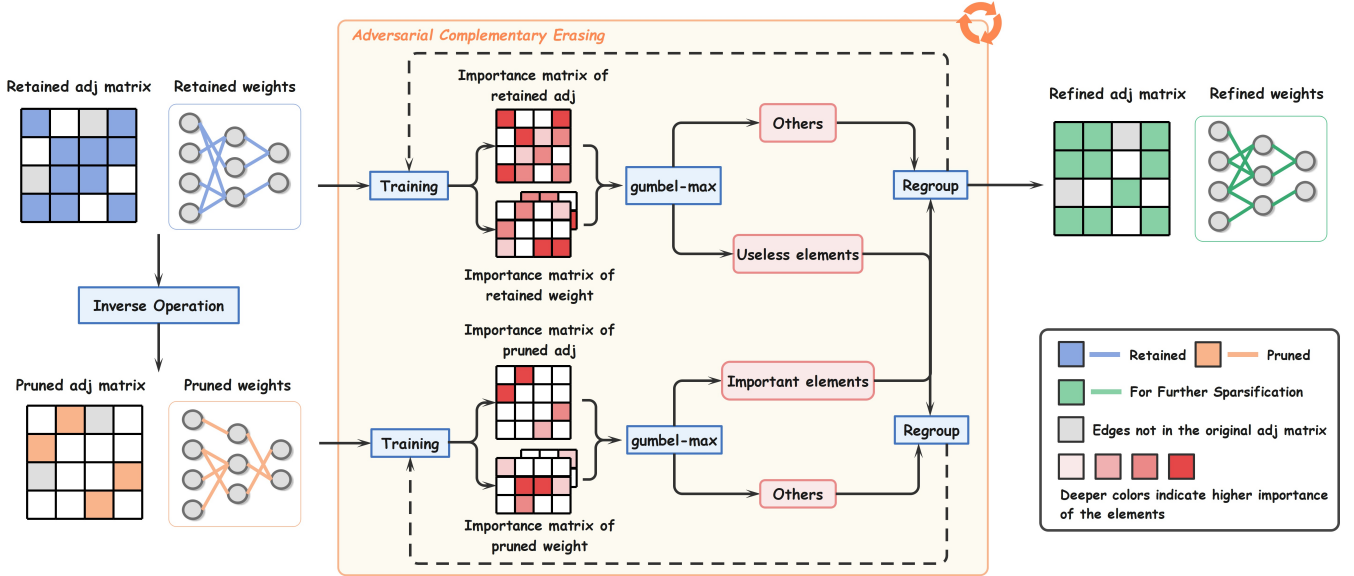 Adversarial Complementary Erasing
Retained adj matrix
Retained weights
Inverse Operation
Pruned adj matrix
Pruned weights
Importance matrix of
retained adj
Training
Importance matrix of
retained weight
gumbel-max
Others
Useless elements
Regroup
Importance matrix of
pruned adj
Training
Importance matrix of
pruned weight
gumbel-max
Important elements
Others
Regroup
Refined adj matrix
Refined weights
Retained
Pruned
For Further Sparsification
Edges not in the original adj matrix
Deeper colors indicate higher importance
of the elements